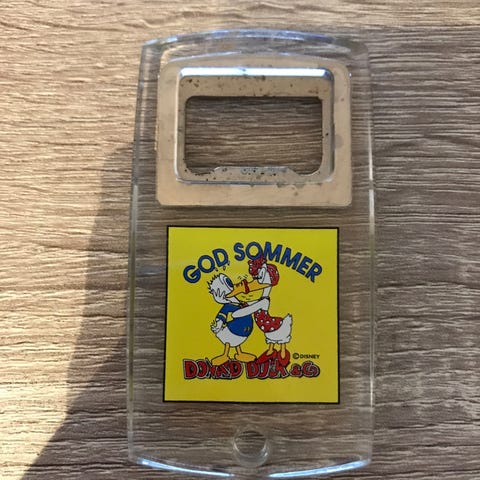 GOD SOMMER
© DISNEY
DONALD DUCK & Co